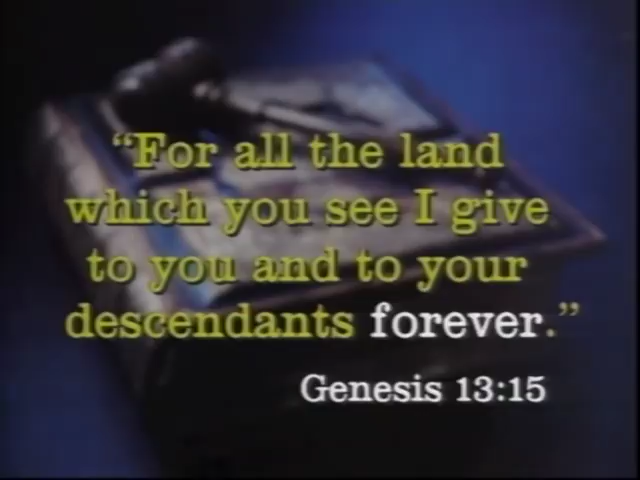 “For all the land
which you see I give
to you and to your
descendants forever.”
Genesis 13:15